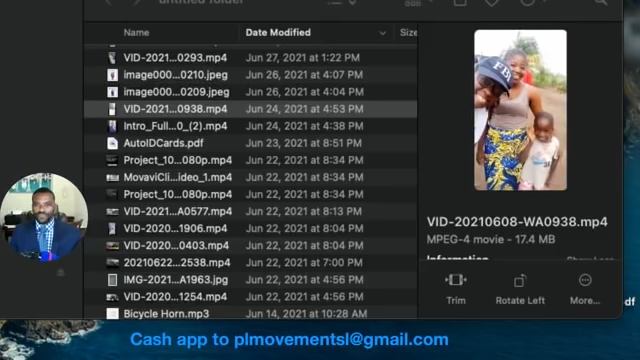 untitled folder
Name Date Modified Size
VID-2021...0293.mp4 Jun 27, 2021 at 1:22 PM
image000...0210.jpeg Jun 26, 2021 at 4:07 PM
image000...0209.jpeg Jun 26, 2021 at 4:04 PM
VID-2021...0938.mp4 Jun 24, 2021 at 4:53 PM
Intro_Full...0_(2).mp4 Jun 24, 2021 at 4:38 PM
AutoIDCards.pdf Jun 23, 2021 at 8:51 PM
Project_10...080p.mp4 Jun 22, 2021 at 8:34 PM
MovaviCli...ideo_1.mp4 Jun 22, 2021 at 8:34 PM
Project_10...080p.mp4 Jun 22, 2021 at 8:34 PM
VID-2021...A0577.mp4 Jun 22, 2021 at 8:13 PM
VID-2020...1906.mp4 Jun 22, 2021 at 8:04 PM
VID-2020...0403.mp4 Jun 22, 2021 at 8:04 PM
20210622...2538.mp4 Jun 22, 2021 at 7:00 PM
IMG-2021...A1963.jpg Jun 22, 2021 at 4:56 PM
VID-2020...1254.mp4 Jun 22, 2021 at 4:56 PM
Bicycle Horn.mp3 Jun 14, 2021 at 10:28 AM
FBI
VID-20210608-WA0938.mp4
MPEG-4 movie - 17.4 MB
Information Show Less
Trim Rotate Left More...
df
Cash app to plmovementsl@gmail.com